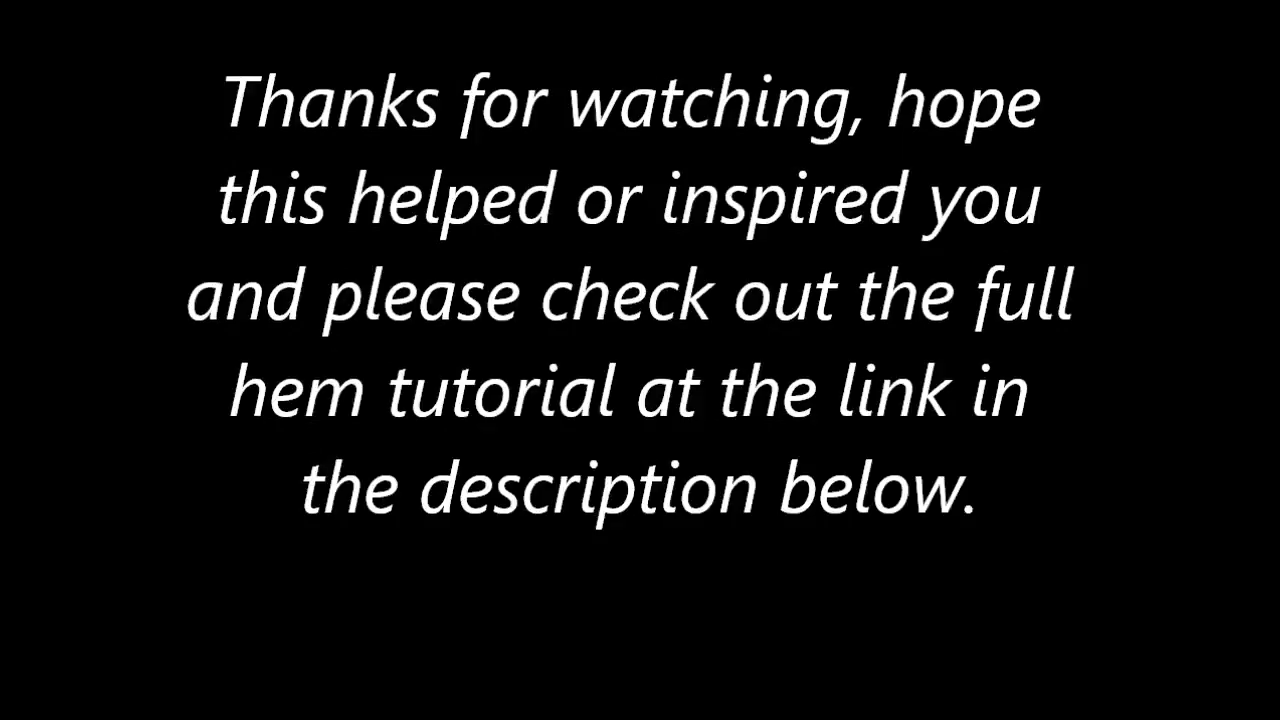 Thanks for watching, hope
this helped or inspired you
and please check out the full
hem tutorial at the link in
the description below.